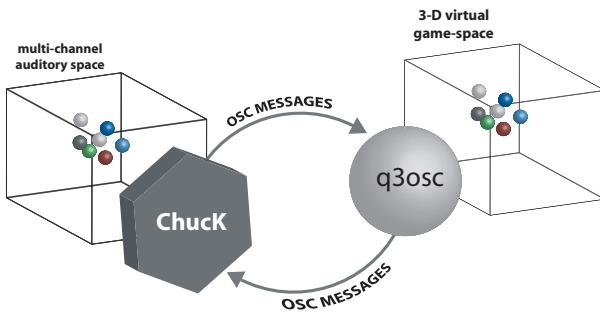 3-D virtual
game-space
multi-channel
auditory space
OSC MESSAGES
q3osc
ChucK
OSC MESSAGES